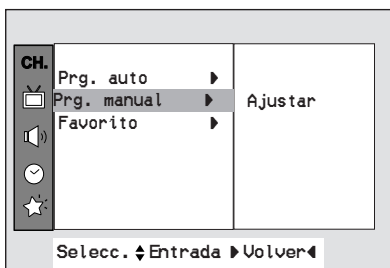 CH.
Prg. auto
Prg. manual
Favorito
Ajustar
Selecc. Entrada Volver